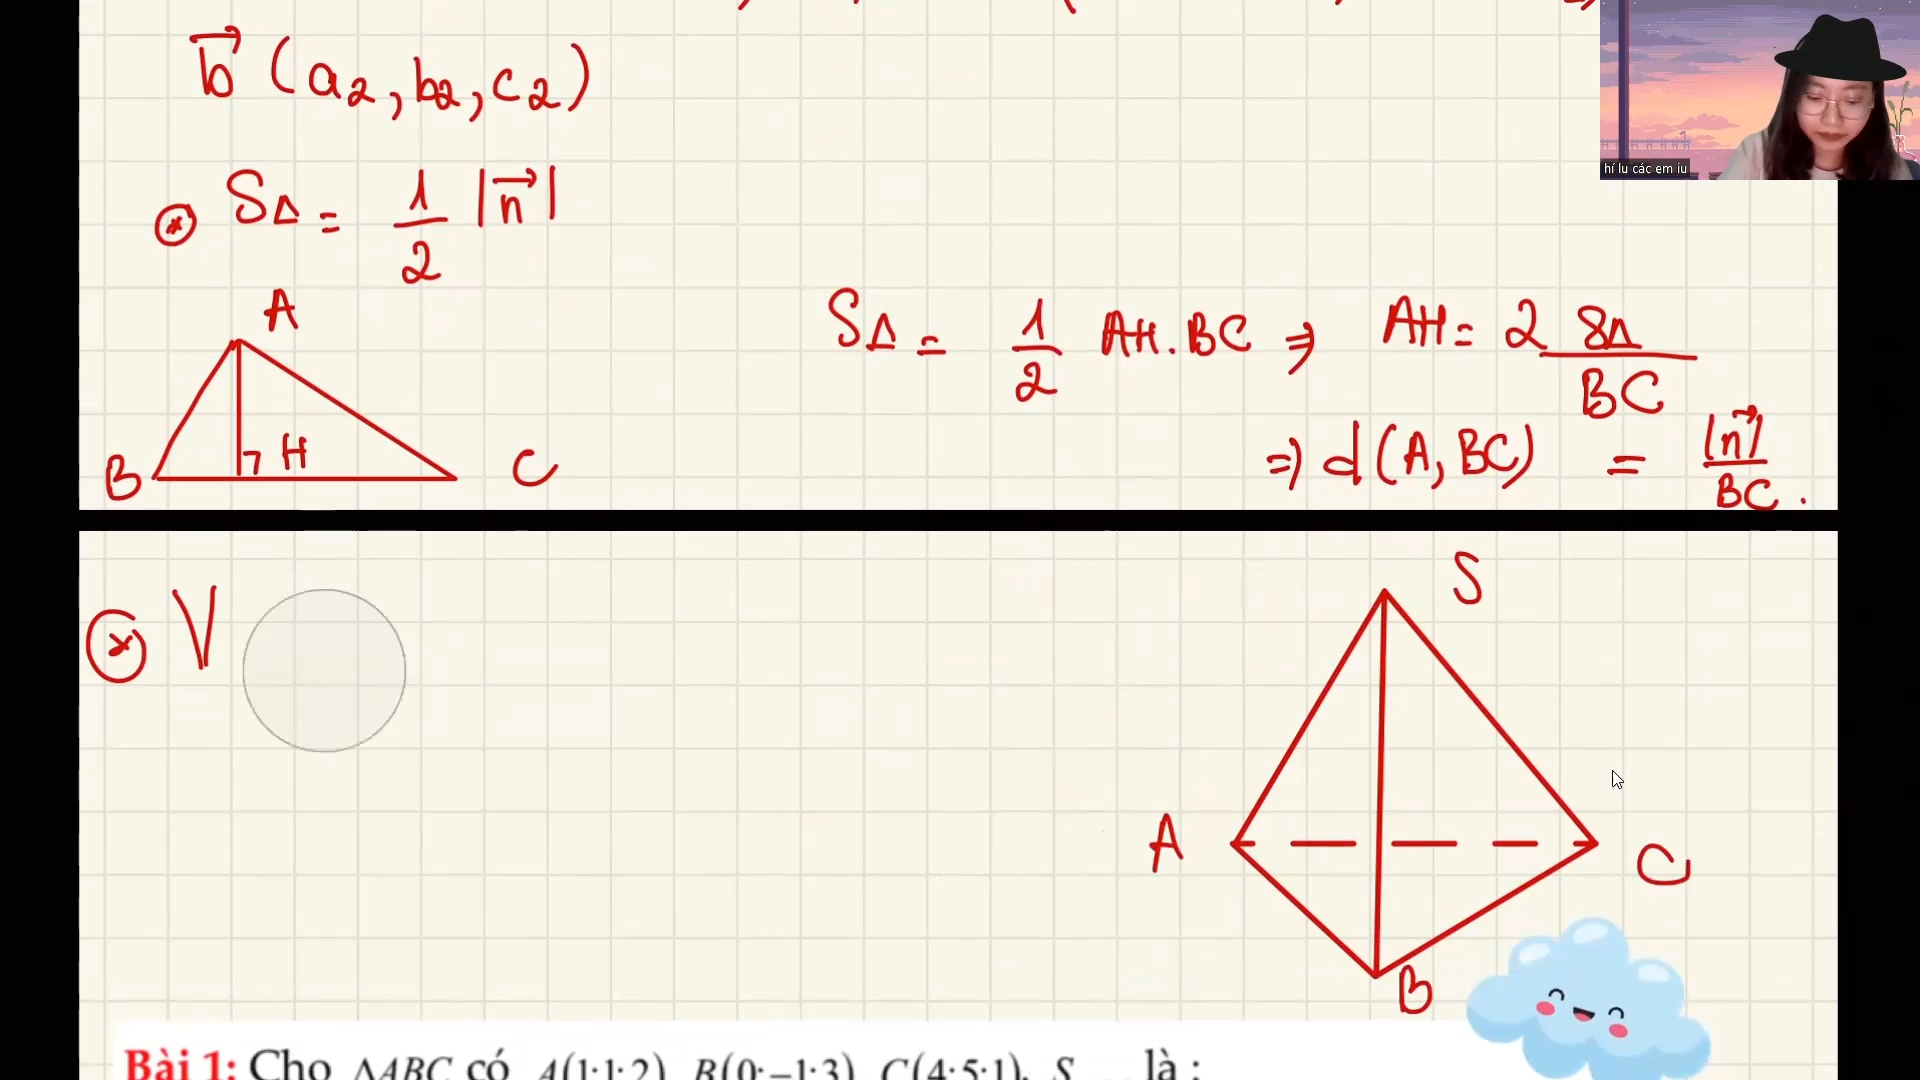 b⃗ (a₂, b₂, c₂)
hí lu các em iu
⊛ S△ = 1/2 |n⃗|
A
S△ = 1/2 AH.BC ⇒ AH = 2 S△/BC
B H C
⇒ d(A, BC) = |n⃗|/BC .
⊛ V
S
A
C
B
Bài 1: Cho ΔABC có A(1;1;2), B(0;−1;3), C(4;5;1). S là :